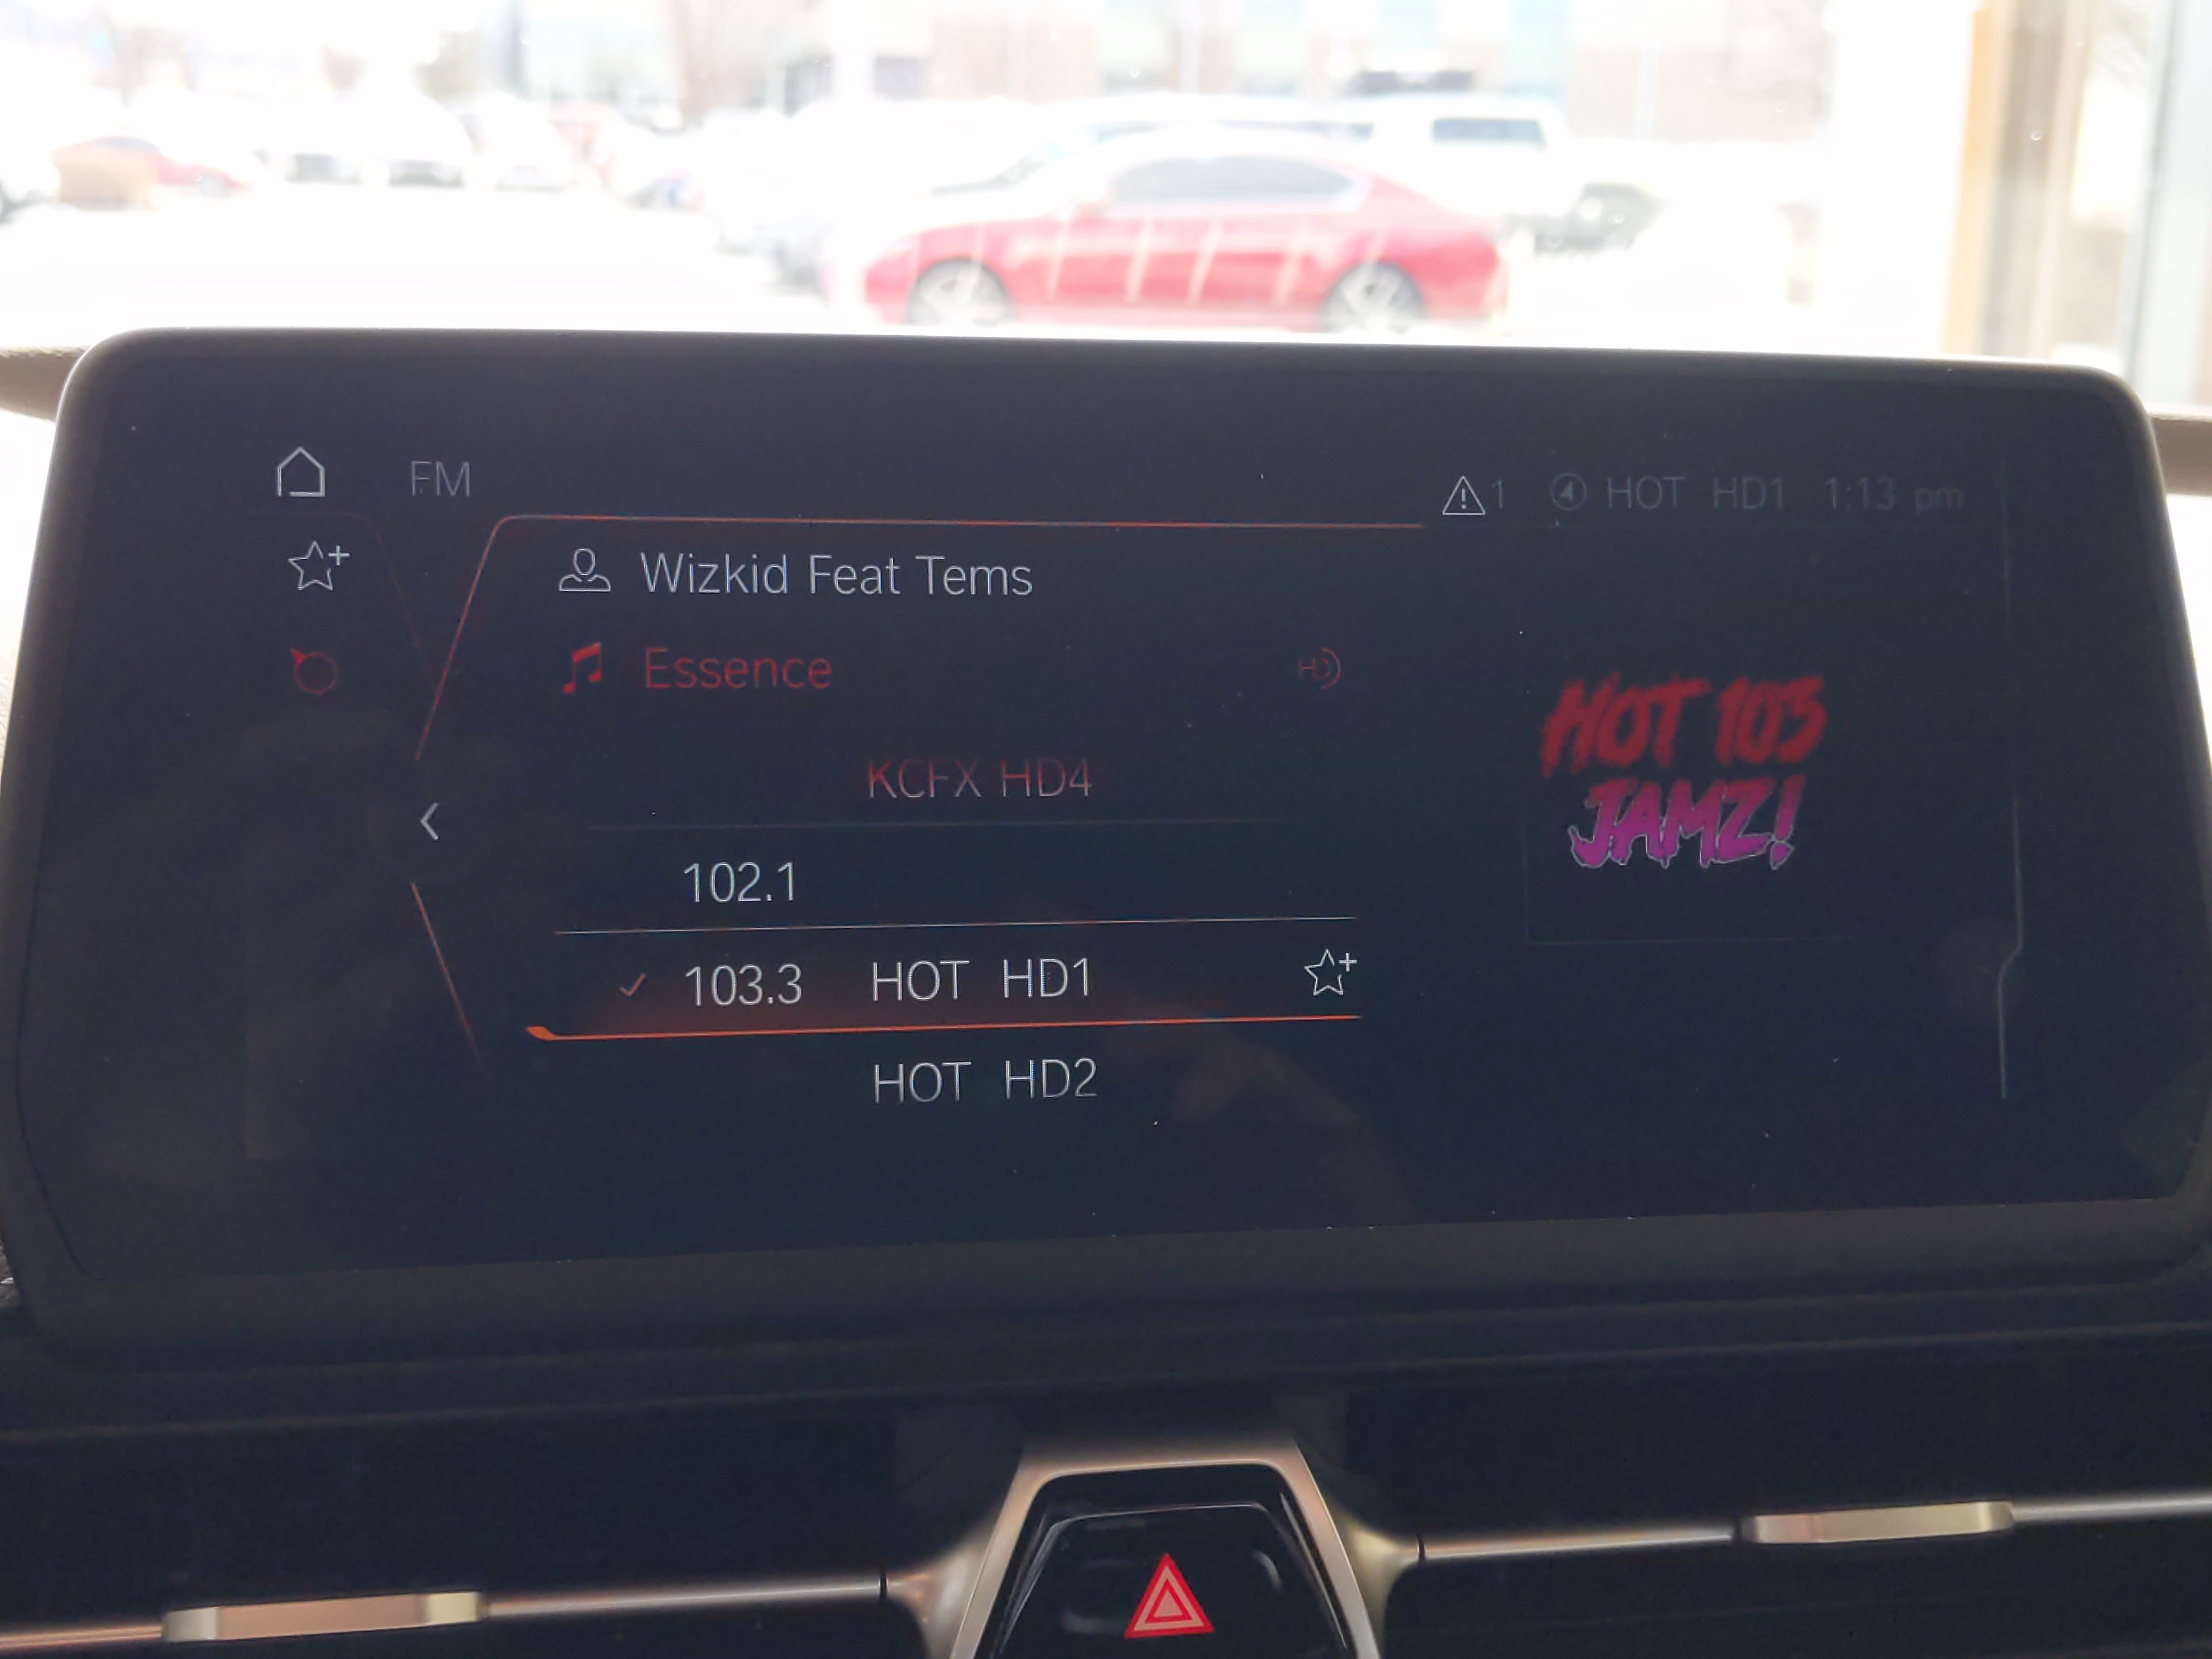 FM
1 4 HOT HD1 1:13 pm
Wizkid Feat Tems
Essence
HD
KCFX HD4
102.1
103.3 HOT HD1
HOT HD2
HOT 103
JAMZ!